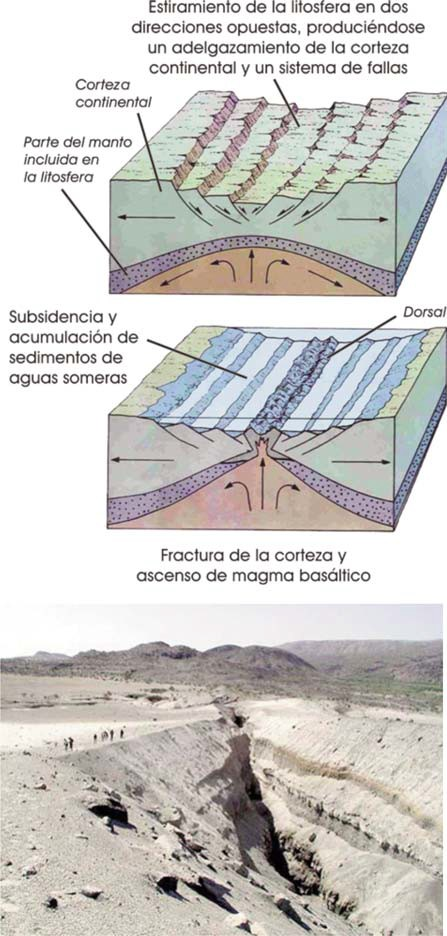 Estiramiento de la litosfera en dos
direcciones opuestas, produciéndose
un adelgazamiento de la corteza
continental y un sistema de fallas
Corteza
continental
Parte del manto
incluida en
la litosfera
Dorsal
Subsidencia y
acumulación de
sedimentos de
aguas someras
Fractura de la corteza y
ascenso de magma basáltico